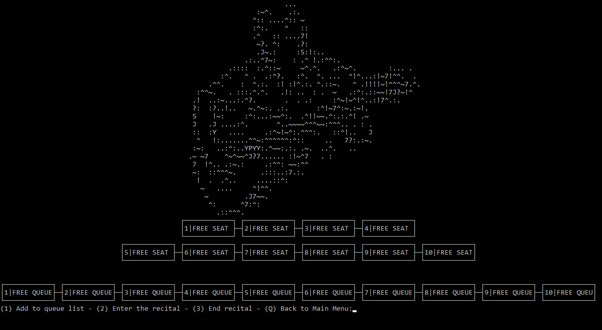 1|FREE SEAT 2|FREE SEAT 3|FREE SEAT 4|FREE SEAT
5|FREE SEAT 6|FREE SEAT 7|FREE SEAT 8|FREE SEAT 9|FREE SEAT 10|FREE SEAT
1|FREE QUEUE 2|FREE QUEUE 3|FREE QUEUE 4|FREE QUEUE 5|FREE QUEUE 6|FREE QUEUE 7|FREE QUEUE 8|FREE QUEUE 9|FREE QUEUE 10|FREE QUEU
(1) Add to queue list - (2) Enter the recital - (3) End recital - (Q) Back to Main Menu: